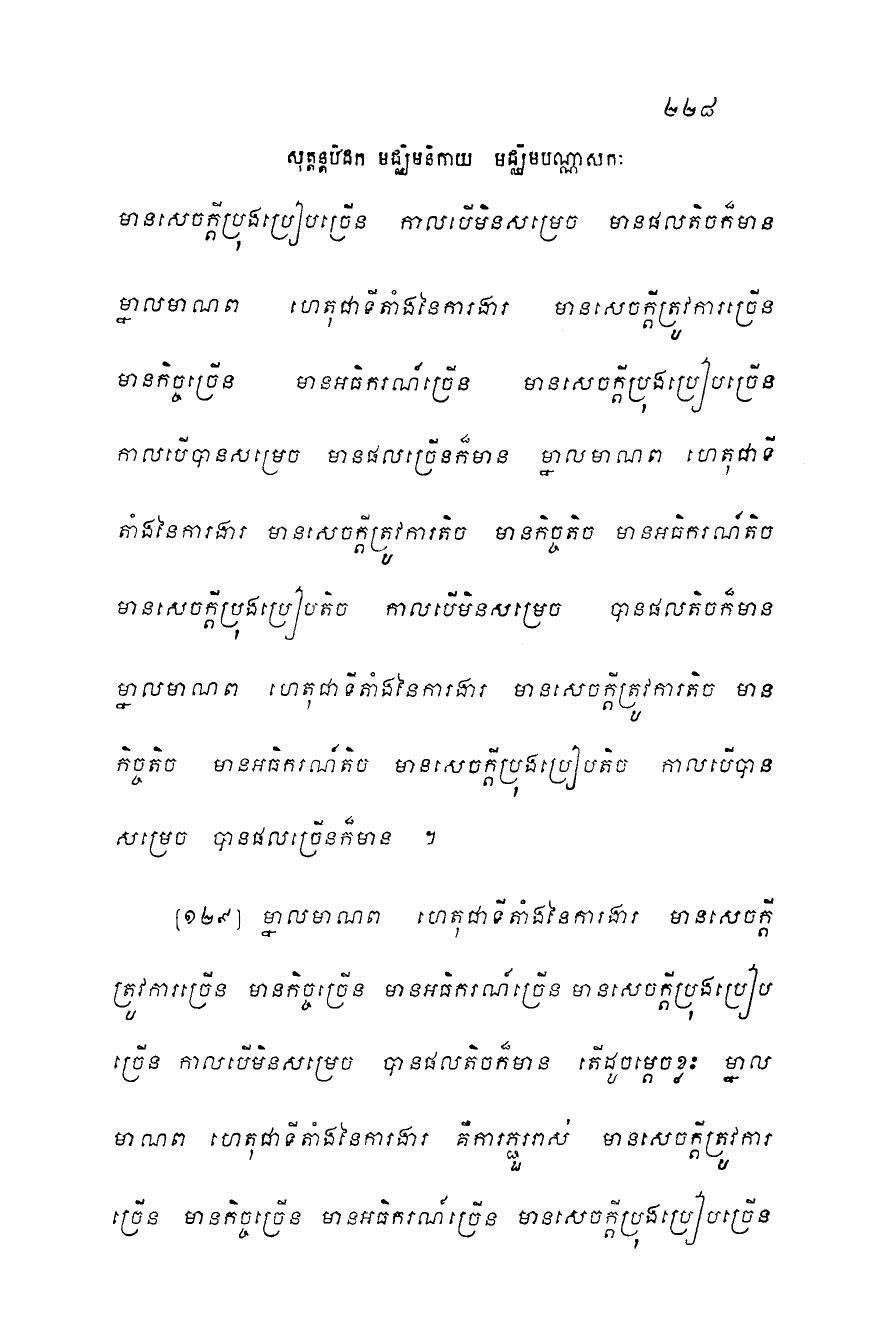 ២២៨
សុត្តន្តបិដក មជ្ឈិមនិកាយ មជ្ឈិមបណ្ណាសកៈ
មានសេចក្តីប្រុងប្រៀបច្រើន កាលបើមិនសម្រេច មានផលតិចក៏មាន
ម្នាលមាណព ហេតុជាទីតាំងនៃការងារ មានសេចក្តីត្រូវការច្រើន
មានកិច្ចច្រើន មានអធិករណ៍ច្រើន មានសេចក្តីប្រុងប្រៀបច្រើន
កាលបើបានសម្រេច មានផលច្រើនក៏មាន ម្នាលមាណព ហេតុជាទី
តាំងនៃការងារ មានសេចក្តីត្រូវការតិច មានកិច្ចតិច មានអធិករណ៍តិច
មានសេចក្តីប្រុងប្រៀបតិច កាលបើមិនសម្រេច បានផលតិចក៏មាន
ម្នាលមាណព ហេតុជាទីតាំងនៃការងារ មានសេចក្តីត្រូវការតិច មាន
កិច្ចតិច មានអធិករណ៍តិច មានសេចក្តីប្រុងប្រៀបតិច កាលបើបាន
សម្រេច បានផលច្រើនក៏មាន ។
[១២៩] ម្នាលមាណព ហេតុជាទីតាំងនៃការងារ មានសេចក្តី
ត្រូវការច្រើន មានកិច្ចច្រើន មានអធិករណ៍ច្រើន មានសេចក្តីប្រុងប្រៀប
ច្រើន កាលបើមិនសម្រេច បានផលតិចក៏មាន តើដូចម្តេចខ្លះ ម្នាល
មាណព ហេតុជាទីតាំងនៃការងារ គឺការភ្ជួររាស់ មានសេចក្តីត្រូវការ
ច្រើន មានកិច្ចច្រើន មានអធិករណ៍ច្រើន មានសេចក្តីប្រុងប្រៀបច្រើន